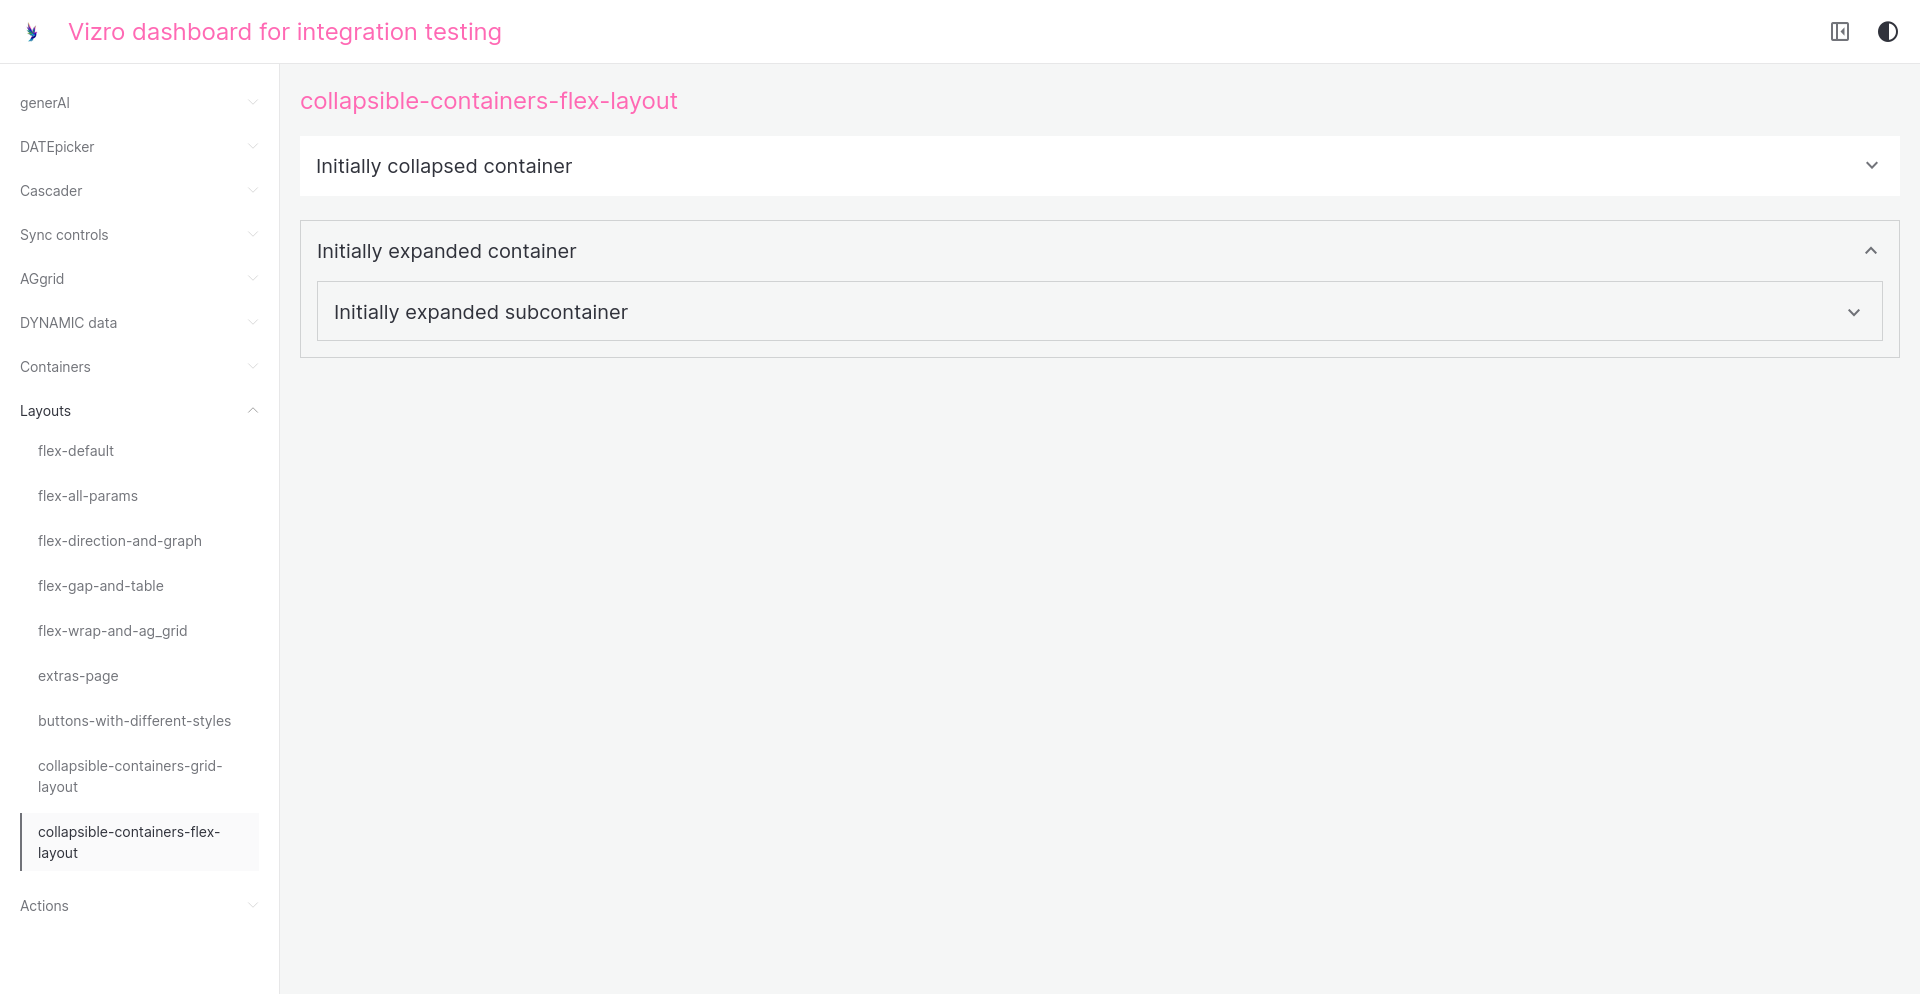 Vizro dashboard for integration testing
generAI
DATEpicker
Cascader
Sync controls
AGgrid
DYNAMIC data
Containers
Layouts
flex-default
flex-all-params
flex-direction-and-graph
flex-gap-and-table
flex-wrap-and-ag_grid
extras-page
buttons-with-different-styles
collapsible-containers-grid-
layout
collapsible-containers-flex-
layout
Actions
collapsible-containers-flex-layout
Initially collapsed container
Initially expanded container
Initially expanded subcontainer